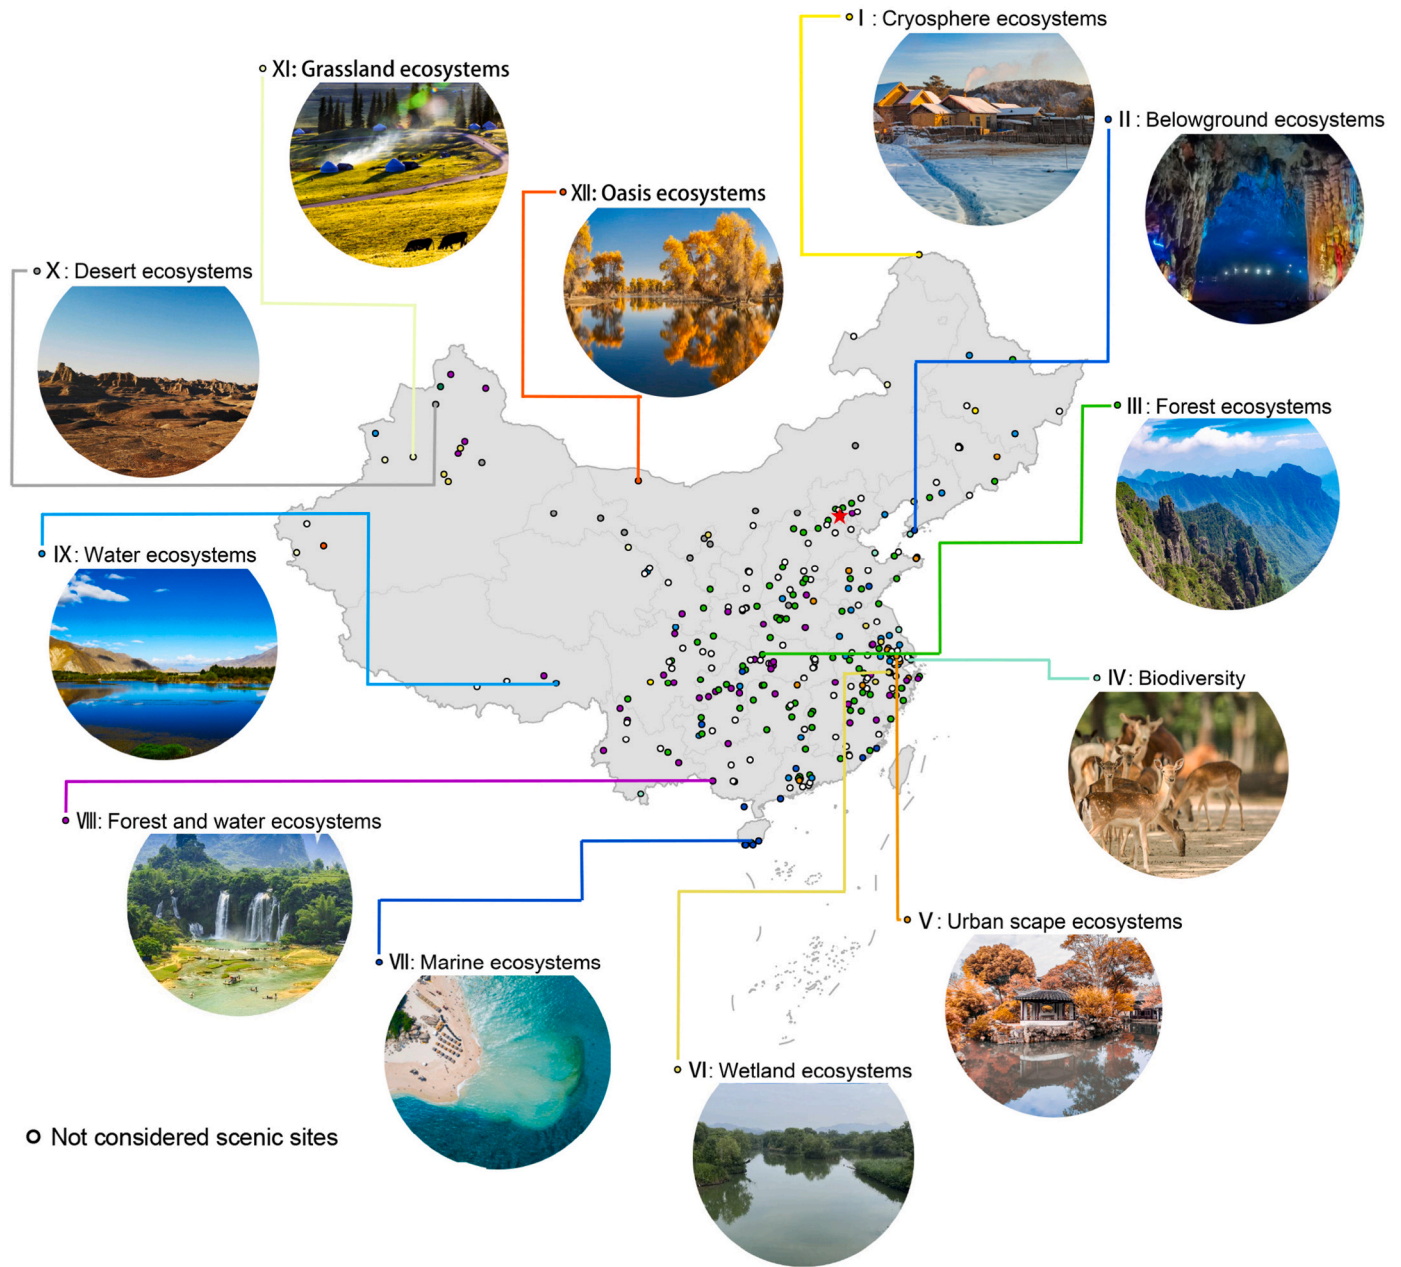 Ⅰ : Cryosphere ecosystems
Ⅺ: Grassland ecosystems
Ⅱ : Belowground ecosystems
Ⅻ: Oasis ecosystems
Ⅹ : Desert ecosystems
Ⅲ : Forest ecosystems
Ⅸ : Water ecosystems
Ⅳ : Biodiversity
Ⅷ: Forest and water ecosystems
Ⅴ : Urban scape ecosystems
Ⅶ: Marine ecosystems
Ⅵ : Wetland ecosystems
Not considered scenic sites